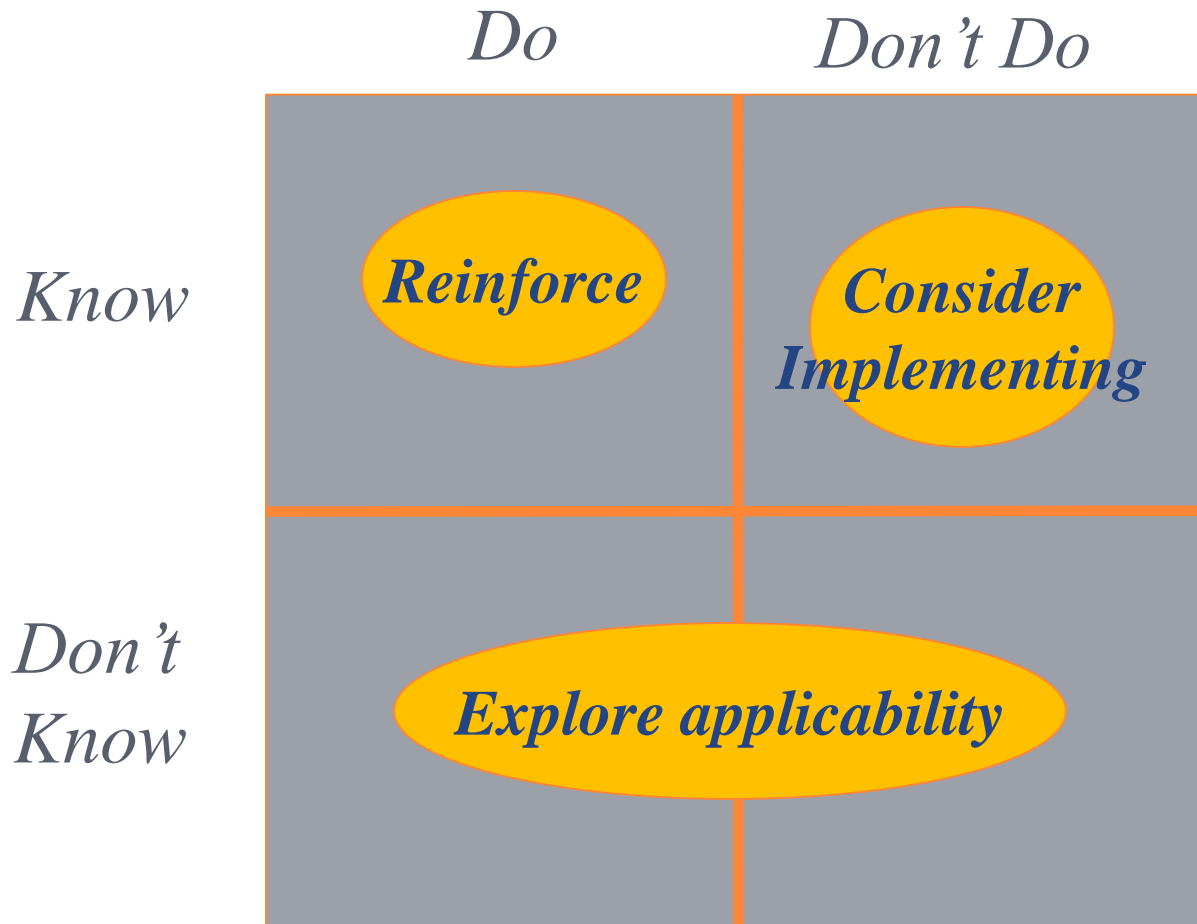 Do
Don't Do
Know
Reinforce
Consider
Implementing
Don't
Know
Explore applicability